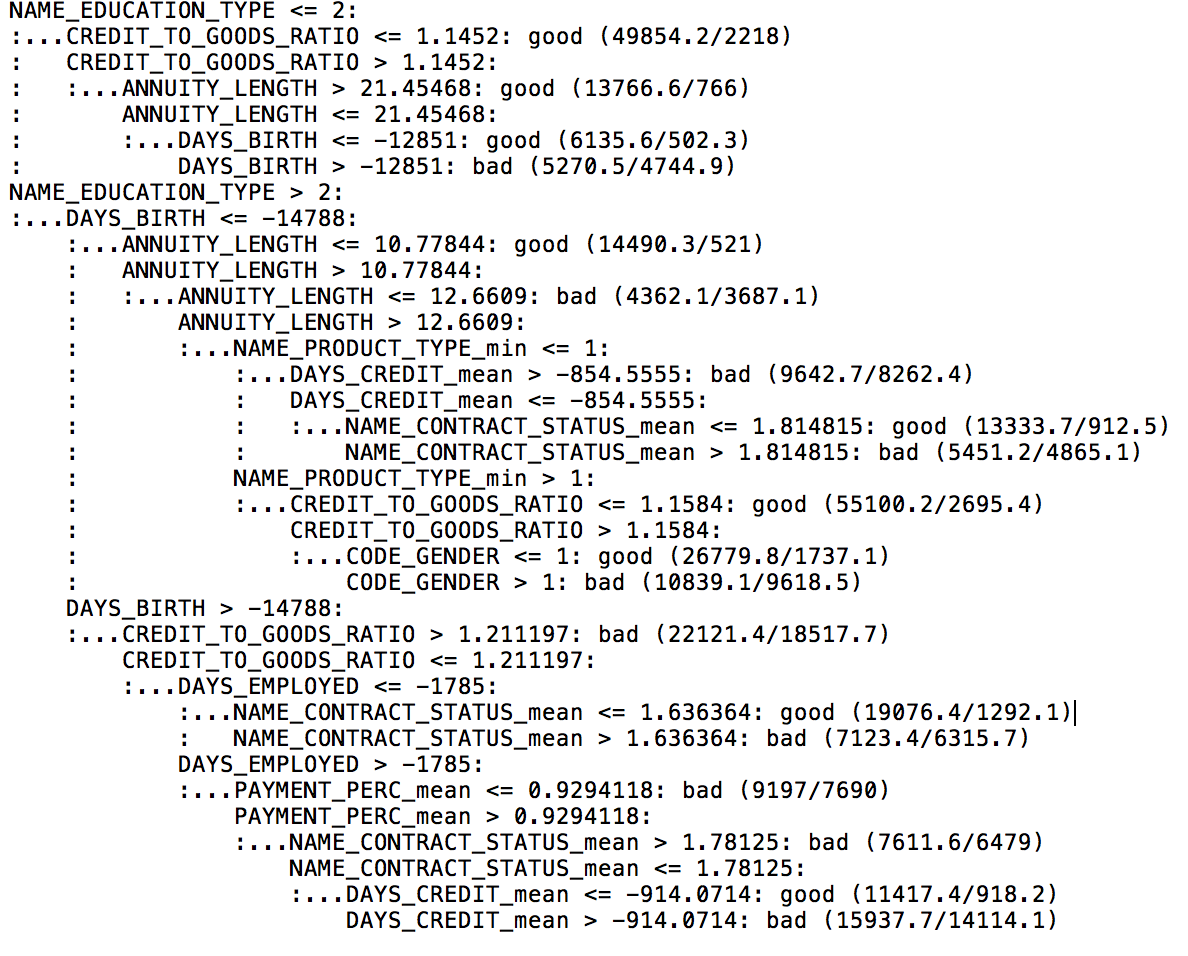 NAME_EDUCATION_TYPE <= 2:
:...CREDIT_TO_GOODS_RATIO <= 1.1452: good (49854.2/2218)
:   CREDIT_TO_GOODS_RATIO > 1.1452:
:   :...ANNUITY_LENGTH > 21.45468: good (13766.6/766)
:       ANNUITY_LENGTH <= 21.45468:
:       :...DAYS_BIRTH <= -12851: good (6135.6/502.3)
:           DAYS_BIRTH > -12851: bad (5270.5/4744.9)
NAME_EDUCATION_TYPE > 2:
:...DAYS_BIRTH <= -14788:
    :...ANNUITY_LENGTH <= 10.77844: good (14490.3/521)
    :   ANNUITY_LENGTH > 10.77844:
    :   :...ANNUITY_LENGTH <= 12.6609: bad (4362.1/3687.1)
    :       ANNUITY_LENGTH > 12.6609:
    :       :...NAME_PRODUCT_TYPE_min <= 1:
    :           :...DAYS_CREDIT_mean > -854.5555: bad (9642.7/8262.4)
    :           :   DAYS_CREDIT_mean <= -854.5555:
    :           :   :...NAME_CONTRACT_STATUS_mean <= 1.814815: good (13333.7/912.5)
    :           :       NAME_CONTRACT_STATUS_mean > 1.814815: bad (5451.2/4865.1)
    :           NAME_PRODUCT_TYPE_min > 1:
    :           :...CREDIT_TO_GOODS_RATIO <= 1.1584: good (55100.2/2695.4)
    :               CREDIT_TO_GOODS_RATIO > 1.1584:
    :               :...CODE_GENDER <= 1: good (26779.8/1737.1)
    :                   CODE_GENDER > 1: bad (10839.1/9618.5)
    DAYS_BIRTH > -14788:
    :...CREDIT_TO_GOODS_RATIO > 1.211197: bad (22121.4/18517.7)
        CREDIT_TO_GOODS_RATIO <= 1.211197:
        :...DAYS_EMPLOYED <= -1785:
            :...NAME_CONTRACT_STATUS_mean <= 1.636364: good (19076.4/1292.1)
            :   NAME_CONTRACT_STATUS_mean > 1.636364: bad (7123.4/6315.7)
            DAYS_EMPLOYED > -1785:
            :...PAYMENT_PERC_mean <= 0.9294118: bad (9197/7690)
                PAYMENT_PERC_mean > 0.9294118:
                :...NAME_CONTRACT_STATUS_mean > 1.78125: bad (7611.6/6479)
                    NAME_CONTRACT_STATUS_mean <= 1.78125:
                    :...DAYS_CREDIT_mean <= -914.0714: good (11417.4/918.2)
                        DAYS_CREDIT_mean > -914.0714: bad (15937.7/14114.1)